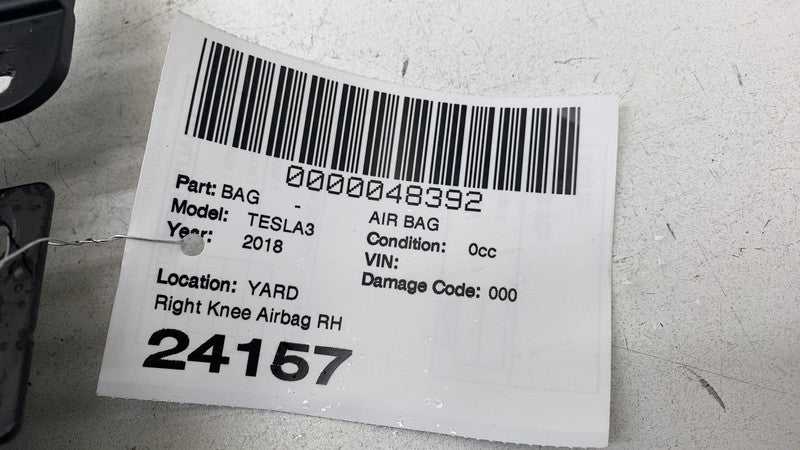 0000048392
Part: BAG - AIR BAG
Model: TESLA3 Condition: 0cc
Year: 2018 VIN:
Damage Code: 000
Location: YARD
Right Knee Airbag RH
24157